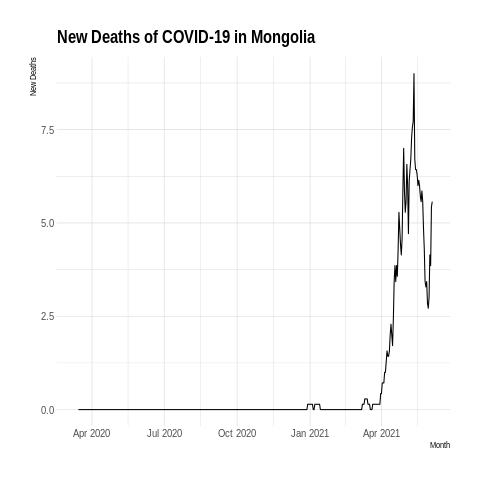 New Deaths of COVID-19 in Mongolia
New Deaths
7.5
5.0
2.5
0.0
Apr 2020 Jul 2020 Oct 2020 Jan 2021 Apr 2021
Month